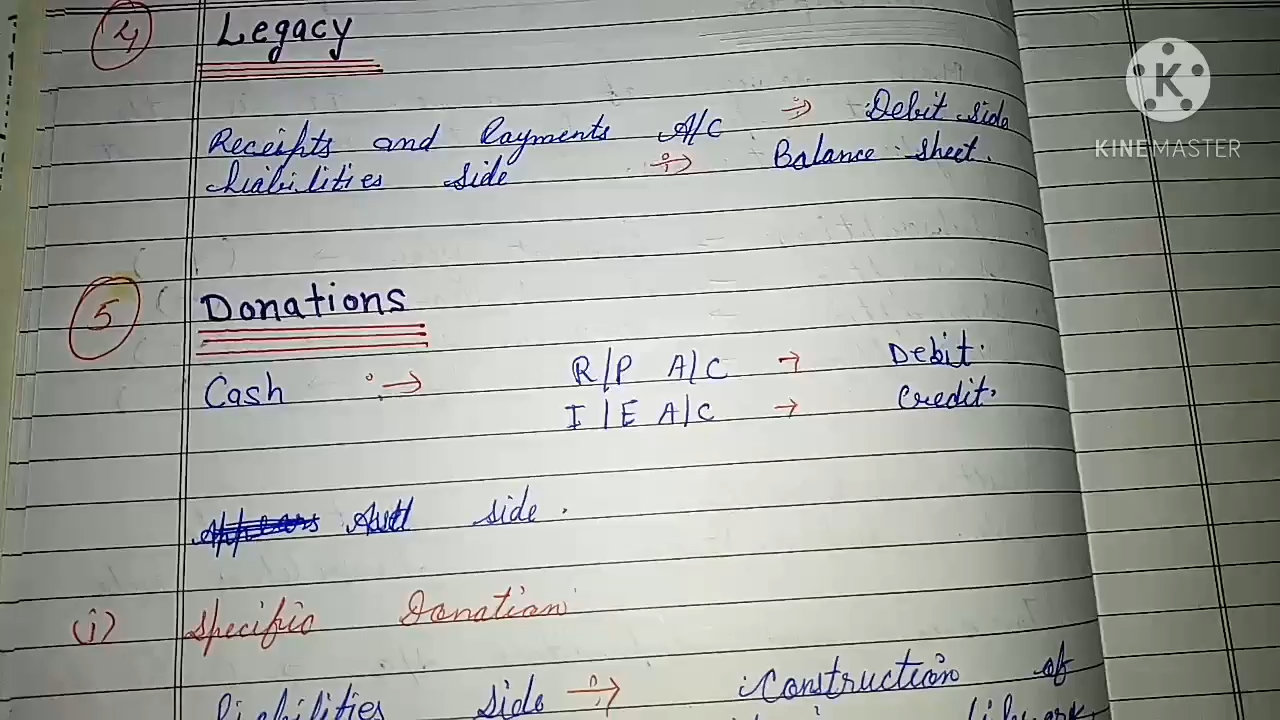 4 Legacy
Receipts and Payments A/C → Debit side
Liabilities side → Balance sheet.
K
KINEMASTER
5 Donations
Cash :→ R/P A/C → Debit.
I/E A/C → Credit.
side.
(i) Specific Donation
Liabilities side → Construction of